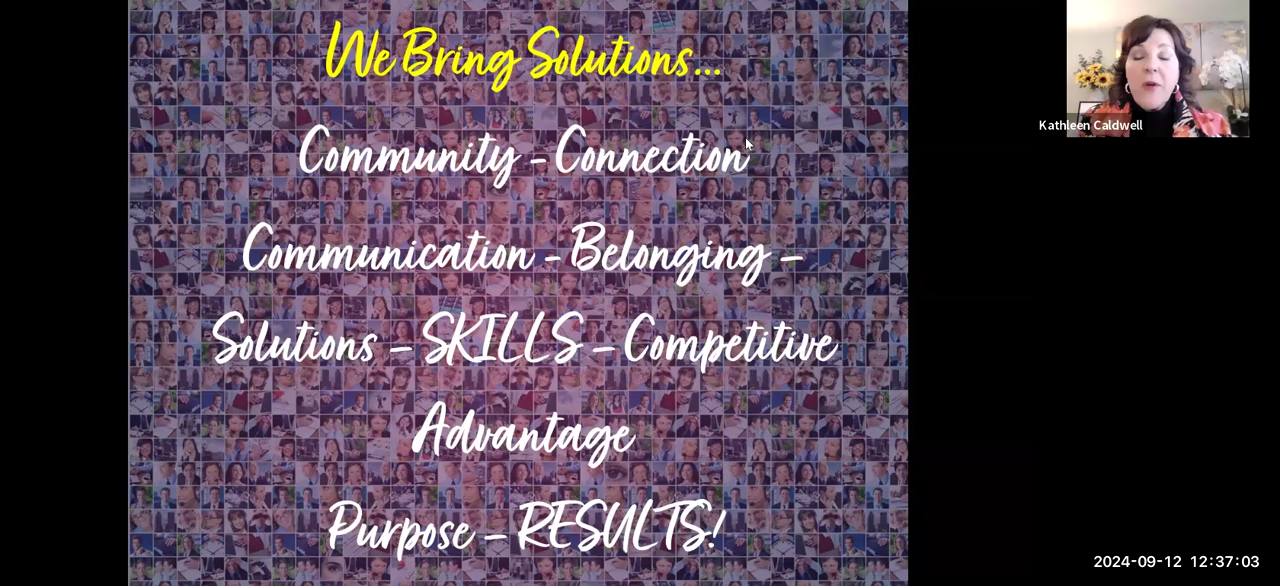 We Bring Solutions...
Community - Connection
Communication - Belonging -
Solutions - SKILLS - Competitive
Advantage
Purpose - RESULTS!
Kathleen Caldwell
2024-09-12 12:37:03